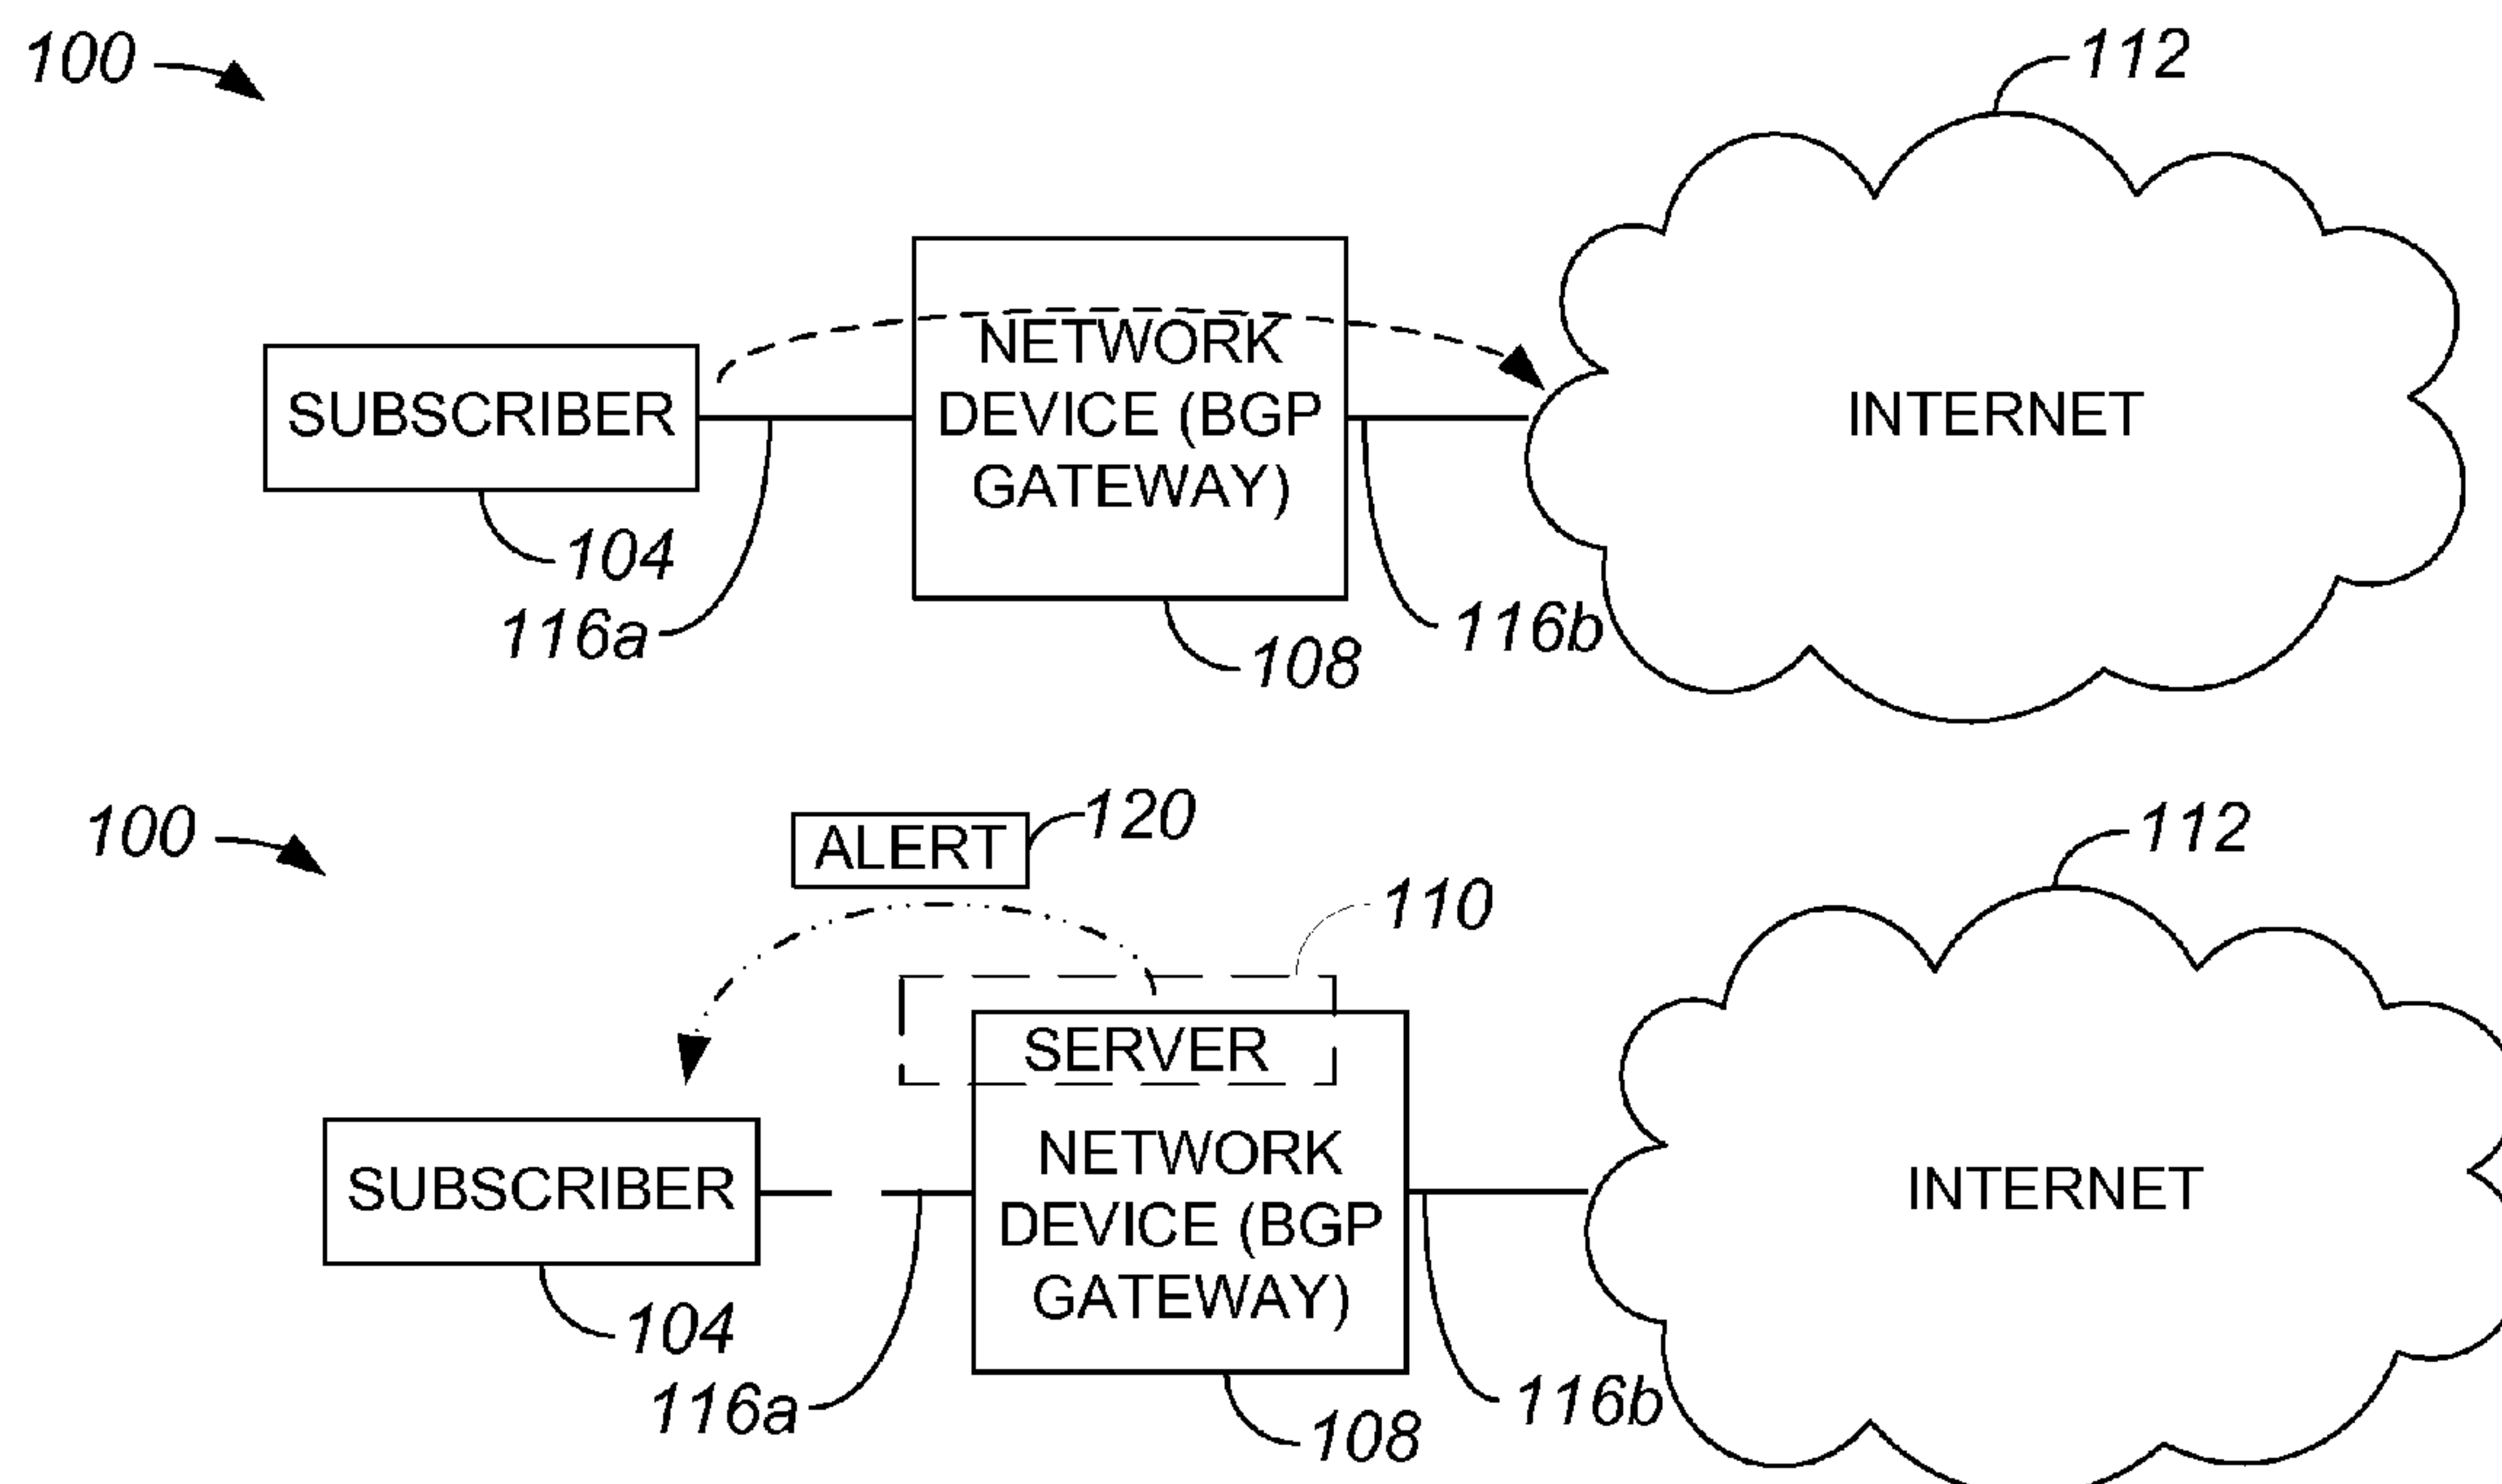 100
112
NETWORK
SUBSCRIBER
DEVICE (BGP
INTERNET
GATEWAY)
104
116a
116b
108
100
ALERT
120
112
110
SERVER
NETWORK
SUBSCRIBER
DEVICE (BGP
INTERNET
GATEWAY)
104
116a
116b
108